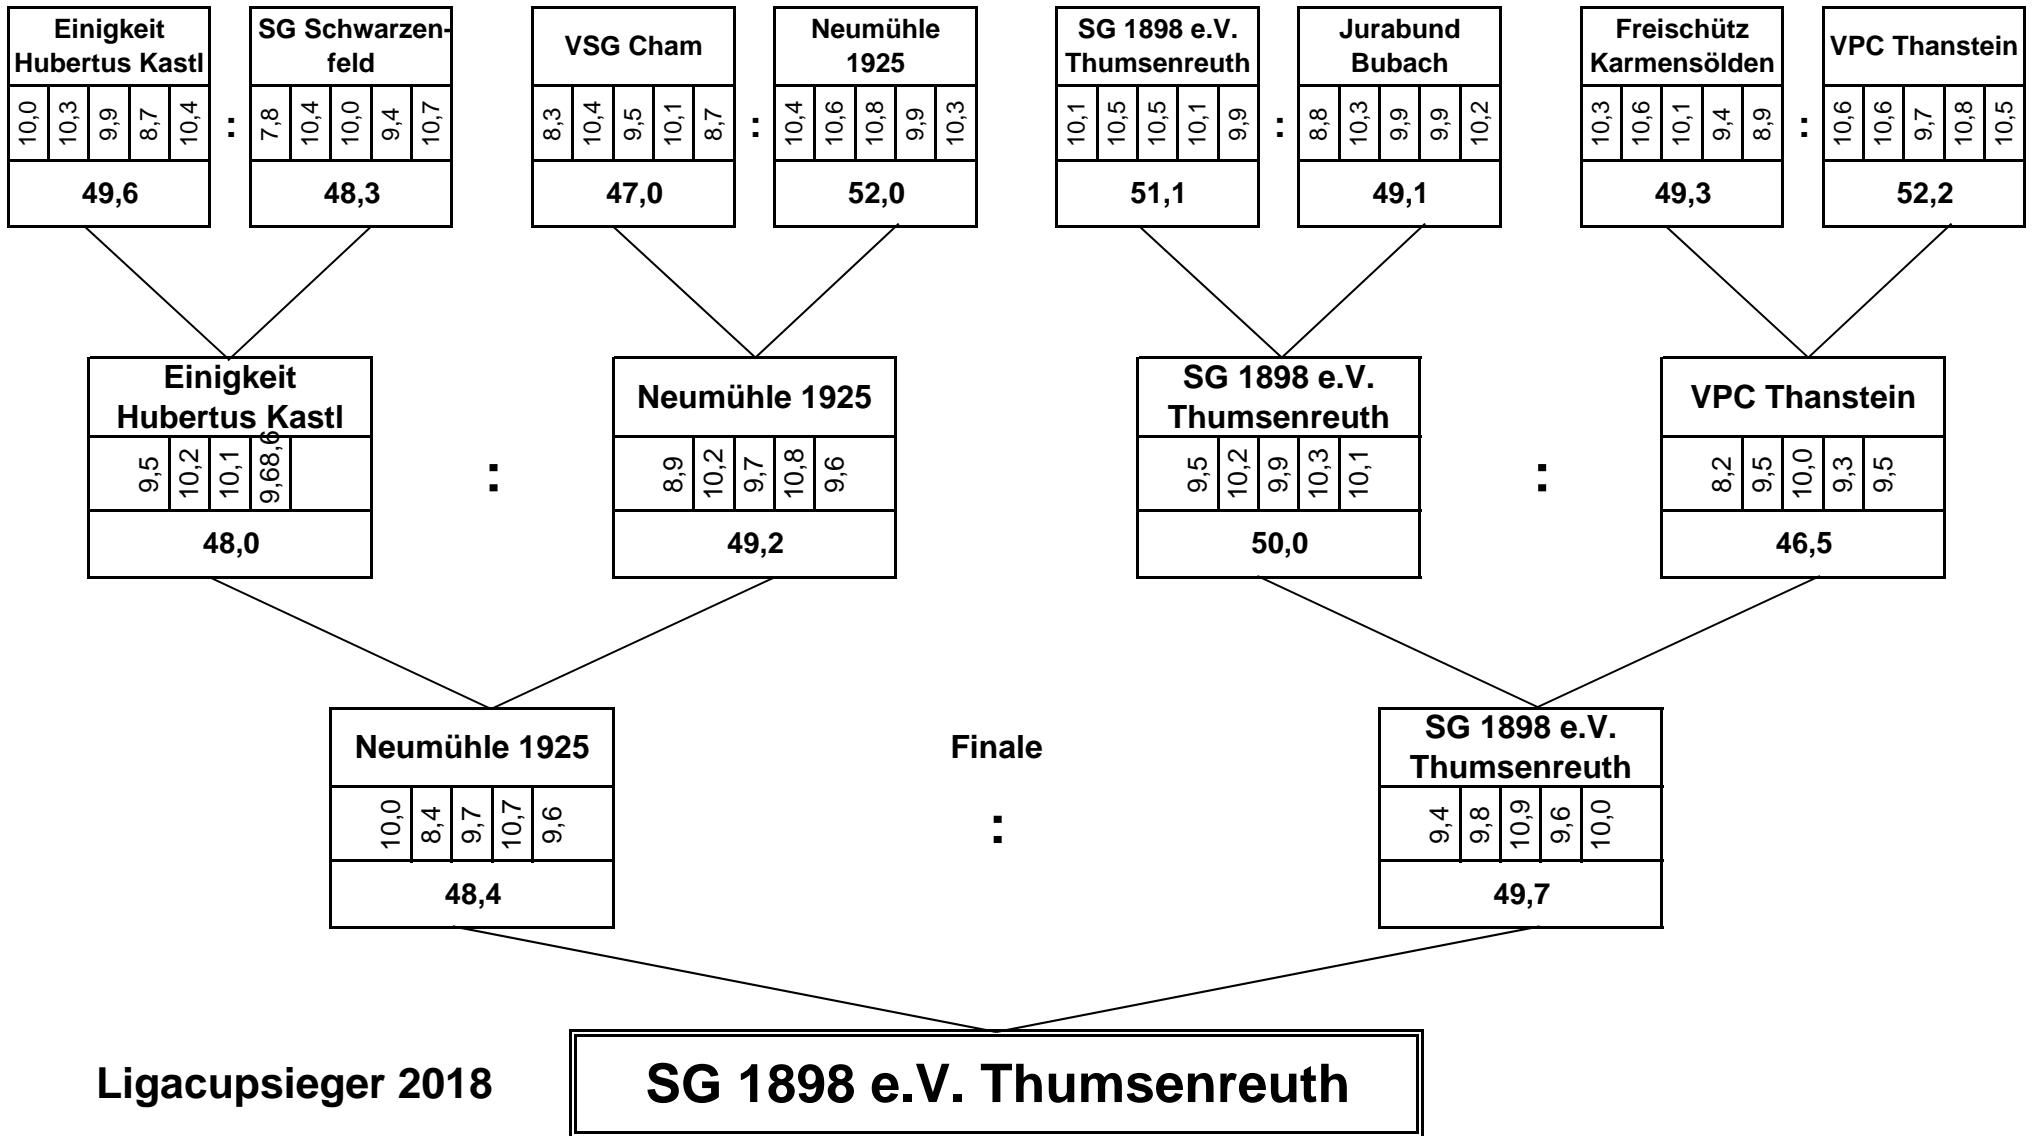 Einigkeit
Hubertus Kastl
10,0 10,3 9,9 8,7 10,4
49,6
:
SG Schwarzen-
feld
7,8 10,4 10,0 9,4 10,7
48,3
VSG Cham
8,3 10,4 9,5 10,1 8,7
47,0
:
Neumühle
1925
10,4 10,6 10,8 9,9 10,3
52,0
SG 1898 e.V.
Thumsenreuth
10,1 10,5 10,5 10,1 9,9
51,1
:
Jurabund
Bubach
8,8 10,3 9,9 9,9 10,2
49,1
Freischütz
Karmensölden
10,3 10,6 10,1 9,4 8,9
49,3
:
VPC Thanstein
10,6 10,6 9,7 10,8 10,5
52,2
Einigkeit
Hubertus Kastl
9,5 10,2 10,1 9,68,6
48,0
:
Neumühle 1925
8,9 10,2 9,7 10,8 9,6
49,2
SG 1898 e.V.
Thumsenreuth
9,5 10,2 9,9 10,3 10,1
50,0
:
VPC Thanstein
8,2 9,5 10,0 9,3 9,5
46,5
Neumühle 1925
10,0 8,4 9,7 10,7 9,6
48,4
Finale
:
SG 1898 e.V.
Thumsenreuth
9,4 9,8 10,9 9,6 10,0
49,7
Ligacupsieger 2018
SG 1898 e.V. Thumsenreuth